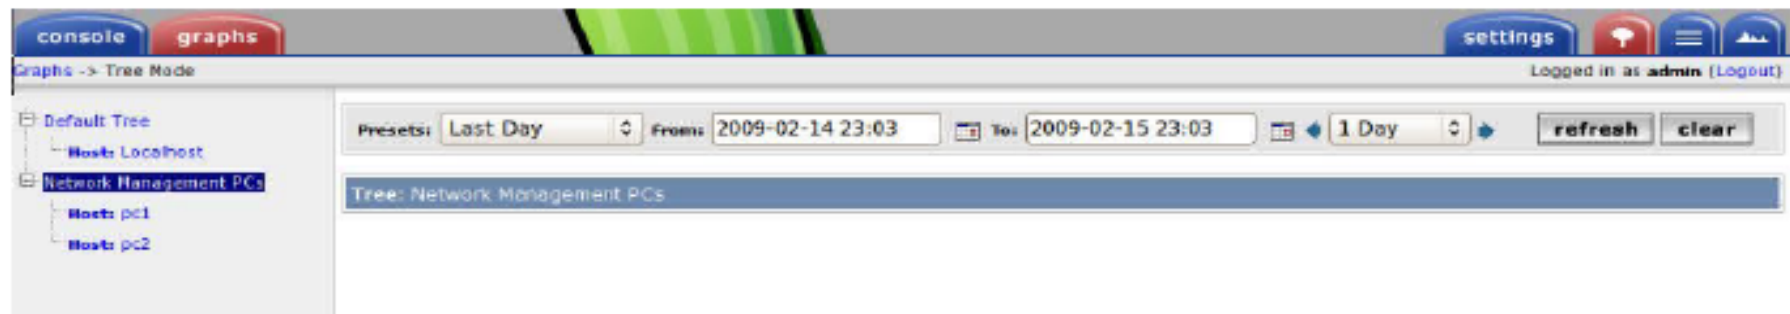 console graphs settings
Graphs -> Tree Mode Logged in as admin (Logout)
Default Tree
Host: Localhost
Network Management PCs
Host: pc1
Host: pc2
Presets: Last Day From: 2009-02-14 23:03 To: 2009-02-15 23:03 1 Day refresh clear
Tree: Network Management PCs